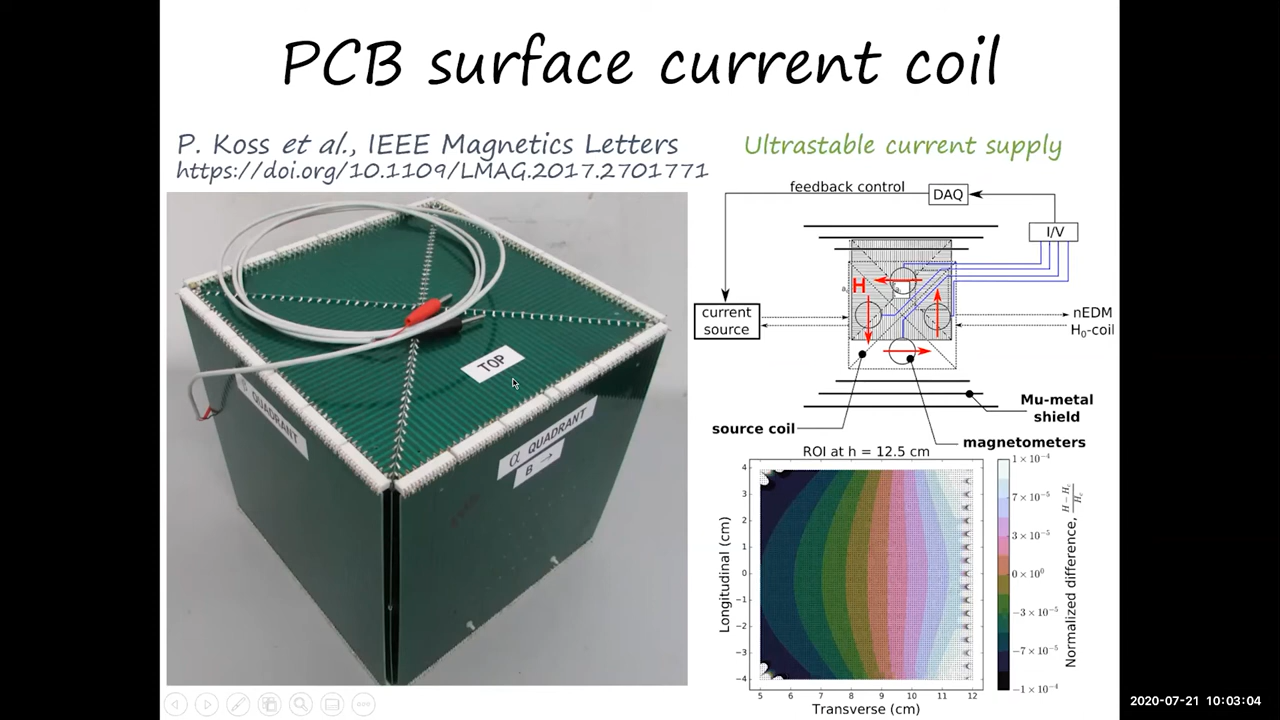 PCB surface current coil
P. Koss et al., IEEE Magnetics Letters
https://doi.org/10.1109/LMAG.2017.2701771
Ultrastable current supply
TOP
α QUADRANT
B →
feedback control
DAQ
I/V
H
current
source
nEDM
H₀-coil
Mu-metal
shield
source coil
magnetometers
ROI at h = 12.5 cm
Longitudinal (cm)
4
3
2
1
0
−1
−2
−3
−4
5 6 7 8 9 10 11 12
Transverse (cm)
1 × 10⁻⁴
7 × 10⁻⁵
3 × 10⁻⁵
0 × 10⁰
−3 × 10⁻⁵
−7 × 10⁻⁵
−1 × 10⁻⁴
Normalized difference,
2020-07-21 10:03:04